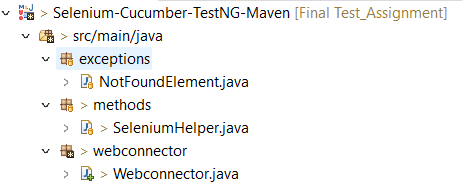 > Selenium-Cucumber-TestNG-Maven [Final Test_Assignment]
> src/main/java
exceptions
NotFoundElement.java
> methods
> SeleniumHelper.java
> webconnector
> Webconnector.java